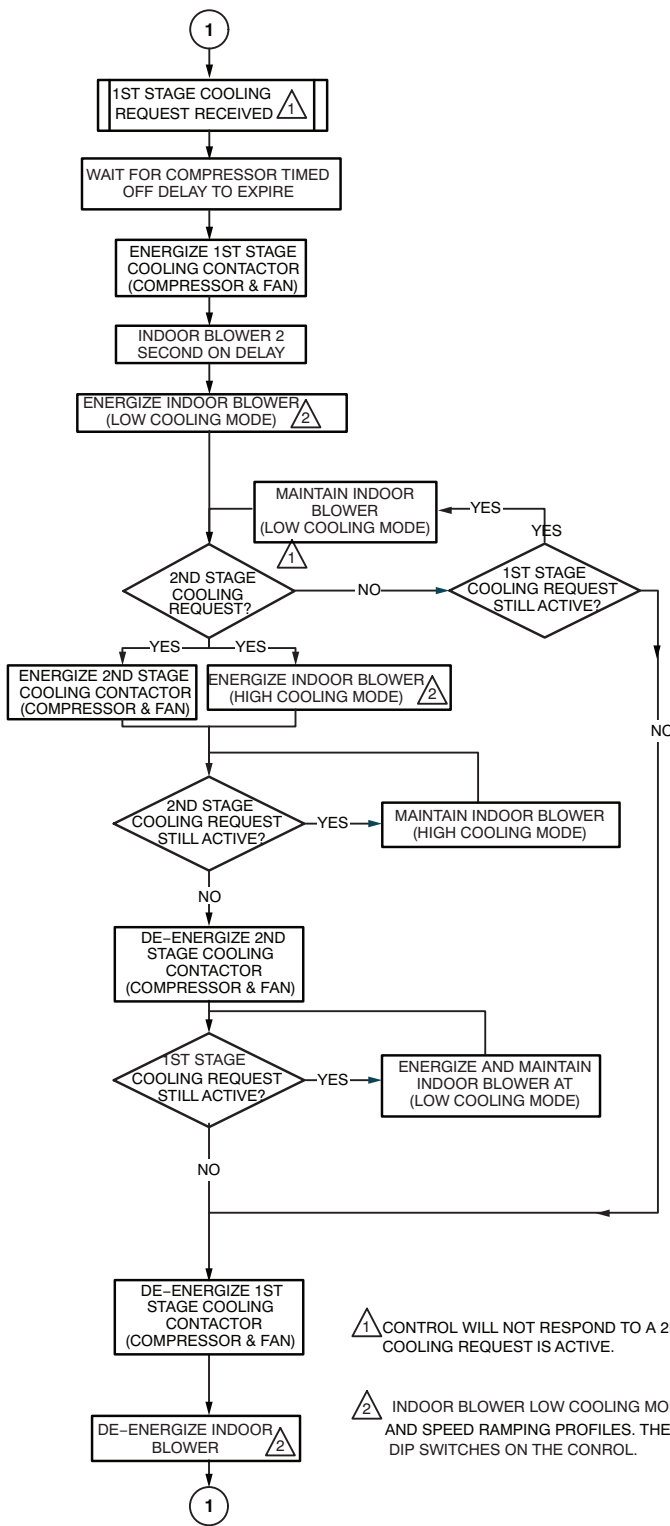 1
1ST STAGE COOLING
REQUEST RECEIVED 1
WAIT FOR COMPRESSOR TIMED
OFF DELAY TO EXPIRE
ENERGIZE 1ST STAGE
COOLING CONTACTOR
(COMPRESSOR & FAN)
INDOOR BLOWER 2
SECOND ON DELAY
ENERGIZE INDOOR BLOWER
(LOW COOLING MODE) 2
MAINTAIN INDOOR
BLOWER
(LOW COOLING MODE)
1
YES
YES
2ND STAGE
COOLING
REQUEST?
NO
1ST STAGE
COOLING REQUEST
STILL ACTIVE?
YES
YES
ENERGIZE 2ND STAGE
COOLING CONTACTOR
(COMPRESSOR & FAN)
ENERGIZE INDOOR BLOWER
(HIGH COOLING MODE) 2
NO
2ND STAGE
COOLING REQUEST
STILL ACTIVE?
YES
MAINTAIN INDOOR BLOWER
(HIGH COOLING MODE)
NO
DE-ENERGIZE 2ND
STAGE COOLING
CONTACTOR
(COMPRESSOR & FAN)
1ST STAGE
COOLING REQUEST
STILL ACTIVE?
YES
ENERGIZE AND MAINTAIN
INDOOR BLOWER AT
(LOW COOLING MODE)
NO
DE-ENERGIZE 1ST
STAGE COOLING
CONTACTOR
(COMPRESSOR & FAN)
1 CONTROL WILL NOT RESPOND TO A 2
COOLING REQUEST IS ACTIVE.
2 INDOOR BLOWER LOW COOLING MO
AND SPEED RAMPING PROFILES. THE
DIP SWITCHES ON THE CONROL.
DE-ENERGIZE INDOOR
BLOWER 2
1